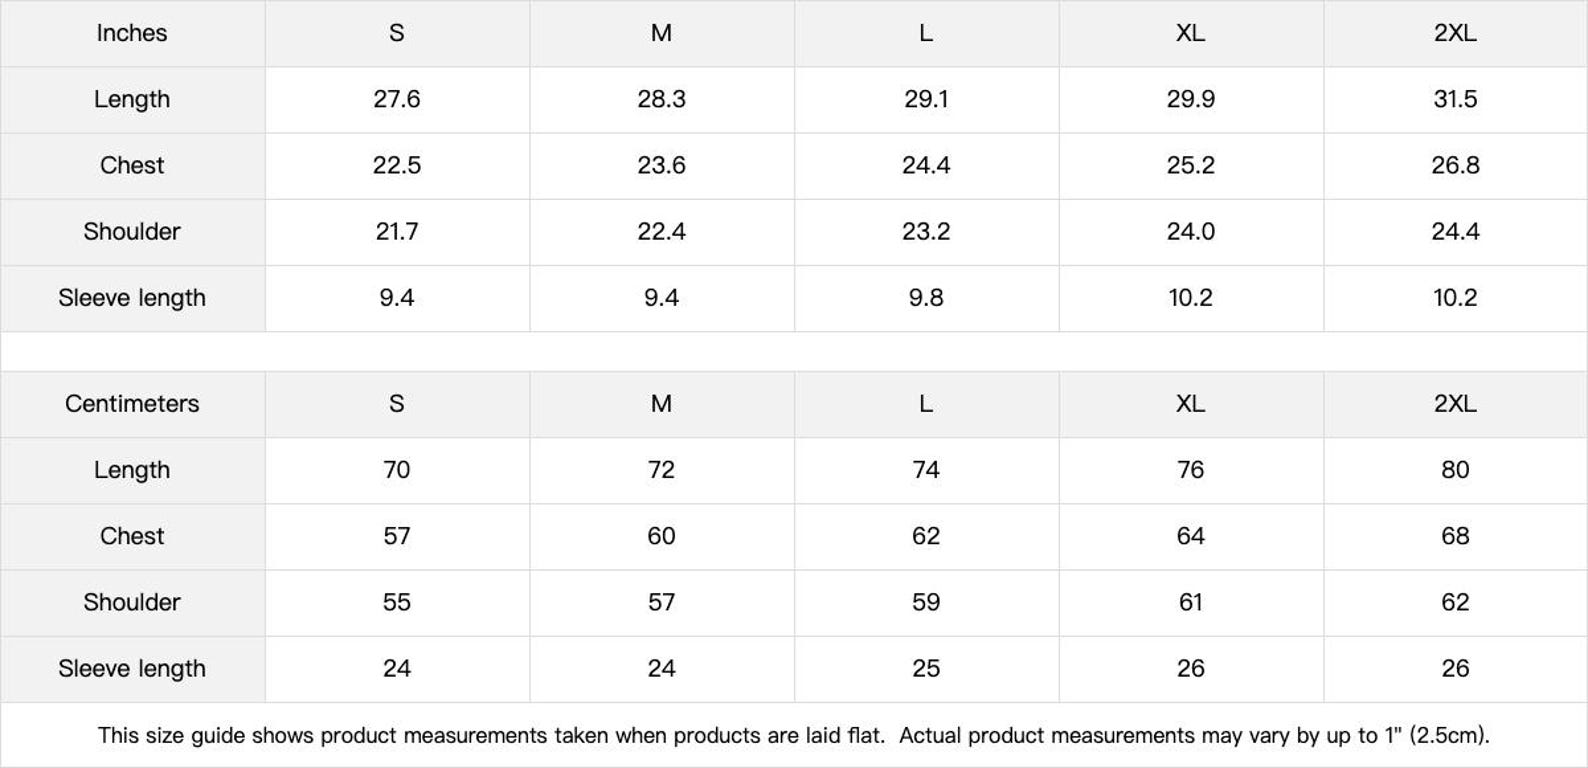 Inches S M L XL 2XL
Length 27.6 28.3 29.1 29.9 31.5
Chest 22.5 23.6 24.4 25.2 26.8
Shoulder 21.7 22.4 23.2 24.0 24.4
Sleeve length 9.4 9.4 9.8 10.2 10.2
Centimeters S M L XL 2XL
Length 70 72 74 76 80
Chest 57 60 62 64 68
Shoulder 55 57 59 61 62
Sleeve length 24 24 25 26 26
This size guide shows product measurements taken when products are laid flat.  Actual product measurements may vary by up to 1" (2.5cm).